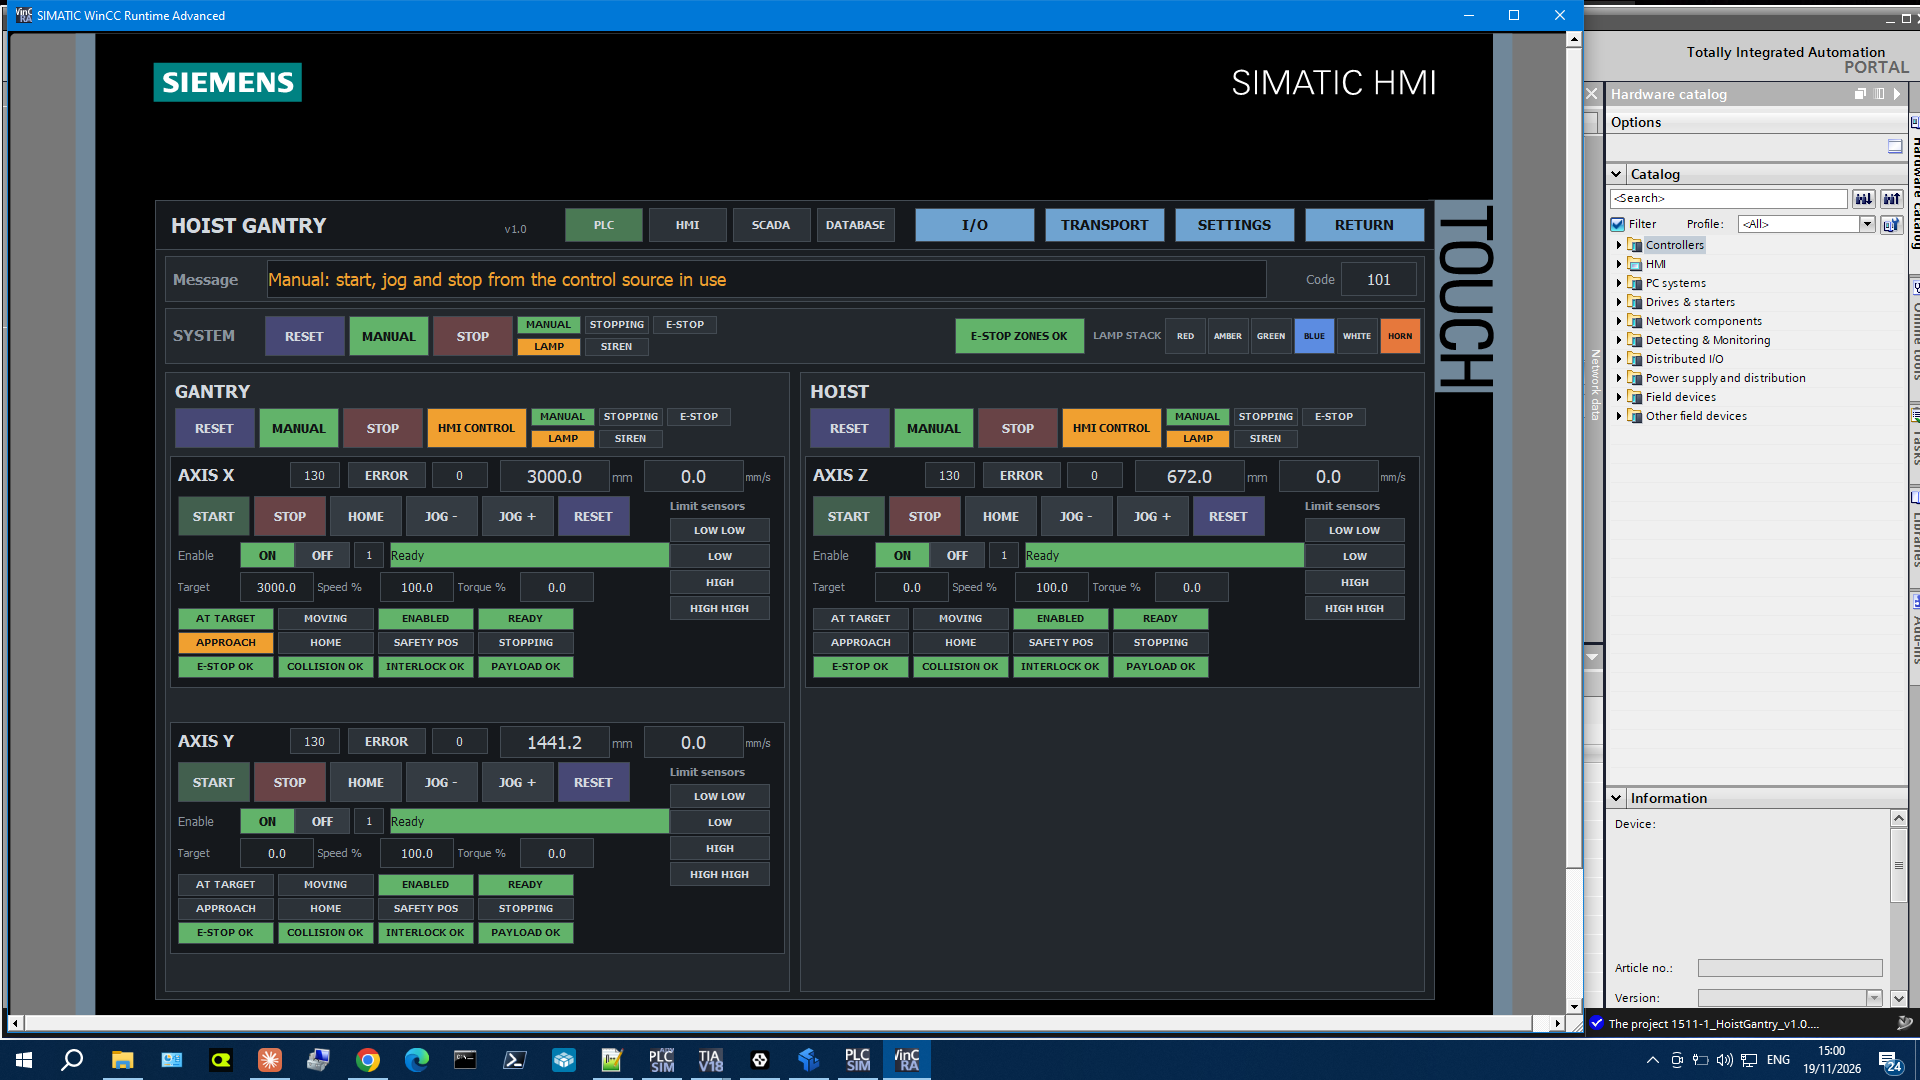 SIMATIC WinCC Runtime Advanced
Totally Integrated Automation
PORTAL
SIEMENS
SIMATIC HMI
TOUCH
HOIST GANTRY
v1.0
PLC
HMI
SCADA
DATABASE
I/O
TRANSPORT
SETTINGS
RETURN
Message
Manual: start, jog and stop from the control source in use
Code
101
SYSTEM
RESET
MANUAL
STOP
MANUAL
STOPPING
E-STOP
LAMP
SIREN
E-STOP ZONES OK
LAMP STACK
RED
AMBER
GREEN
BLUE
WHITE
HORN
GANTRY
RESET
MANUAL
STOP
HMI CONTROL
MANUAL
STOPPING
E-STOP
LAMP
SIREN
AXIS X
130
ERROR
0
3000.0
mm
0.0
mm/s
START
STOP
HOME
JOG -
JOG +
RESET
Limit sensors
LOW LOW
LOW
HIGH
HIGH HIGH
Enable
ON
OFF
1
Ready
Target
3000.0
Speed %
100.0
Torque %
0.0
AT TARGET
MOVING
ENABLED
READY
APPROACH
HOME
SAFETY POS
STOPPING
E-STOP OK
COLLISION OK
INTERLOCK OK
PAYLOAD OK
AXIS Y
130
ERROR
0
1441.2
mm
0.0
mm/s
START
STOP
HOME
JOG -
JOG +
RESET
Limit sensors
LOW LOW
LOW
HIGH
HIGH HIGH
Enable
ON
OFF
1
Ready
Target
0.0
Speed %
100.0
Torque %
0.0
AT TARGET
MOVING
ENABLED
READY
APPROACH
HOME
SAFETY POS
STOPPING
E-STOP OK
COLLISION OK
INTERLOCK OK
PAYLOAD OK
HOIST
RESET
MANUAL
STOP
HMI CONTROL
MANUAL
STOPPING
E-STOP
LAMP
SIREN
AXIS Z
130
ERROR
0
672.0
mm
0.0
mm/s
START
STOP
HOME
JOG -
JOG +
RESET
Limit sensors
LOW LOW
LOW
HIGH
HIGH HIGH
Enable
ON
OFF
1
Ready
Target
0.0
Speed %
100.0
Torque %
0.0
AT TARGET
MOVING
ENABLED
READY
APPROACH
HOME
SAFETY POS
STOPPING
E-STOP OK
COLLISION OK
INTERLOCK OK
PAYLOAD OK
Network data
Hardware catalog
Options
Catalog
<Search>
Filter
Profile:
<All>
Controllers
HMI
PC systems
Drives & starters
Network components
Detecting & Monitoring
Distributed I/O
Power supply and distribution
Field devices
Other field devices
Information
Device:
Article no.:
Version:
Hardware catalog
Online tools
Tasks
Libraries
Add-ins
The project 1511-1_HoistGantry_v1.0....
PLC SIM
TIA V18
PLC SIM
WinC RA
ENG
15:00
19/11/2026
24